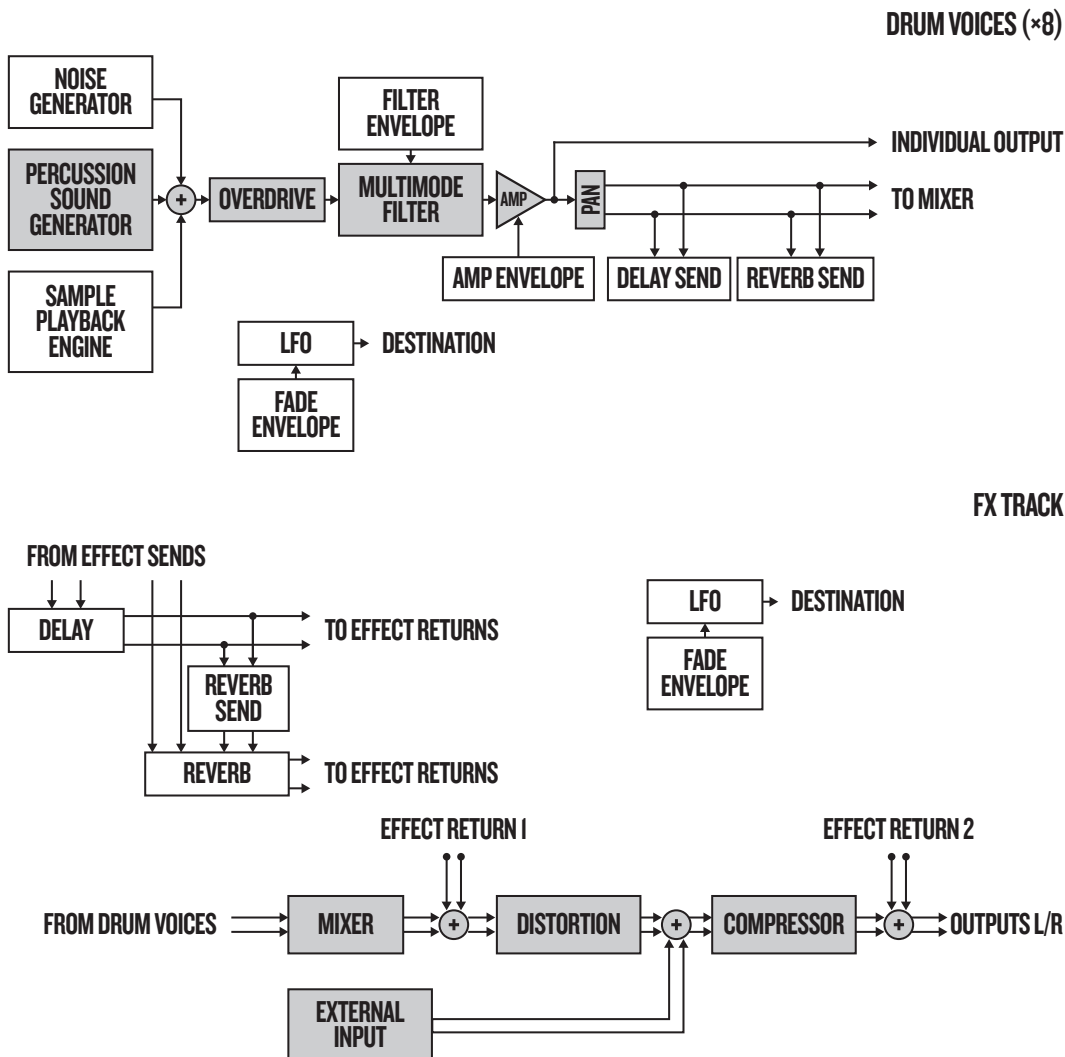 DRUM VOICES (×8)
NOISE
GENERATOR
PERCUSSION
SOUND
GENERATOR
SAMPLE
PLAYBACK
ENGINE
+
OVERDRIVE
FILTER
ENVELOPE
MULTIMODE
FILTER
AMP
AMP ENVELOPE
PAN
INDIVIDUAL OUTPUT
TO MIXER
DELAY SEND
REVERB SEND
LFO
DESTINATION
FADE
ENVELOPE
FX TRACK
FROM EFFECT SENDS
DELAY
TO EFFECT RETURNS
REVERB
SEND
REVERB
TO EFFECT RETURNS
LFO
DESTINATION
FADE
ENVELOPE
EFFECT RETURN 1
EFFECT RETURN 2
FROM DRUM VOICES
MIXER
+
DISTORTION
+
COMPRESSOR
+
OUTPUTS L/R
EXTERNAL
INPUT